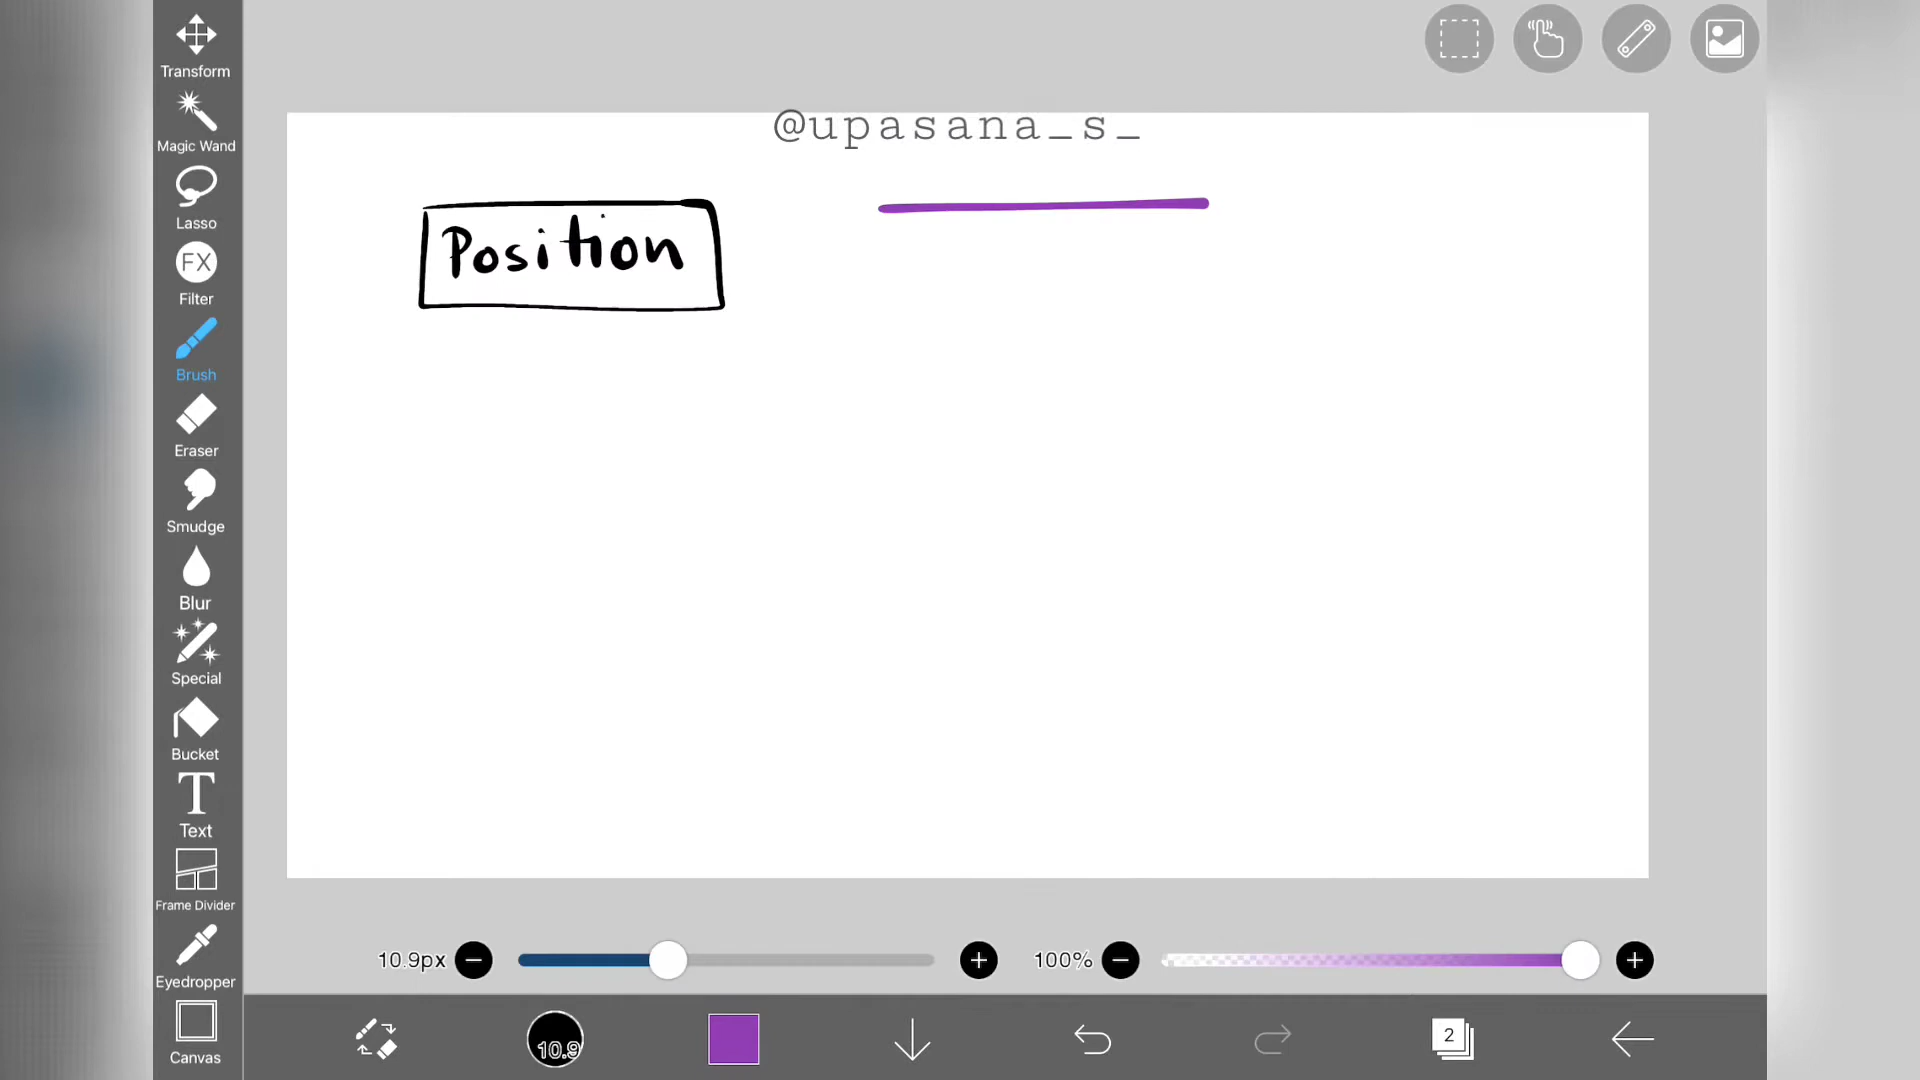 Transform
Magic Wand
Lasso
FX
Filter
Brush
Eraser
Smudge
Blur
Special
Bucket
T
Text
Frame Divider
Eyedropper
Canvas
@upasana_s_
Position
10.9px
100%
10.9
2